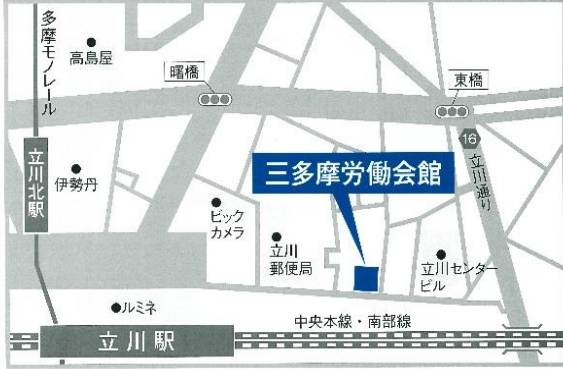 多摩モノレール
高島屋
曙橋
東橋
16
立川通り
立川北駅
伊勢丹
三多摩労働会館
ビック
カメラ
立川
郵便局
立川センター
ビル
ルミネ
中央本線・南部線
立川駅